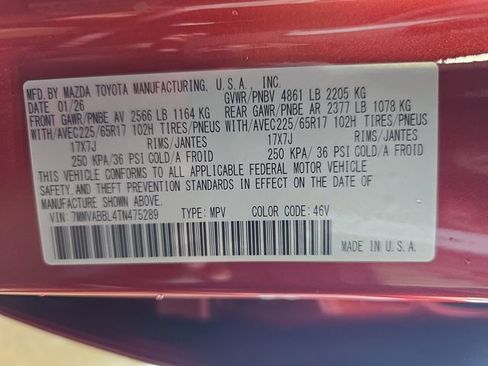 MFD.BY MAZDA TOYOTA MANUFACTURING, U.S.A., INC.
DATE 01/26 GVWR/PNBV 4861 LB 2205 KG
FRONT GAWR/PNBE AV 2566 LB 1164 KG REAR GAWR/PNBE AR 2377 LB 1078 KG
WITH/AVEC225/65R17 102H TIRES/PNEUS WITH/AVEC225/65R17 102H TIRES/PNEUS
17X7J RIMS/JANTES 17X7J RIMS/JANTES
250 KPA/36 PSI COLD/A FROID 250 KPA/ 36 PSI COLD/A FROID
THIS VEHICLE CONFORMS TO ALL APPLICABLE FEDERAL MOTOR VEHICLE
SAFETY, AND THEFT PREVENTION STANDARDS IN EFFECT ON THE DATE OF
MANUFACTURE SHOWN ABOVE.
VIN: 7MMVABBL4TN475289 TYPE: MPV COLOR CODE: 46V
MADE IN U.S.A.